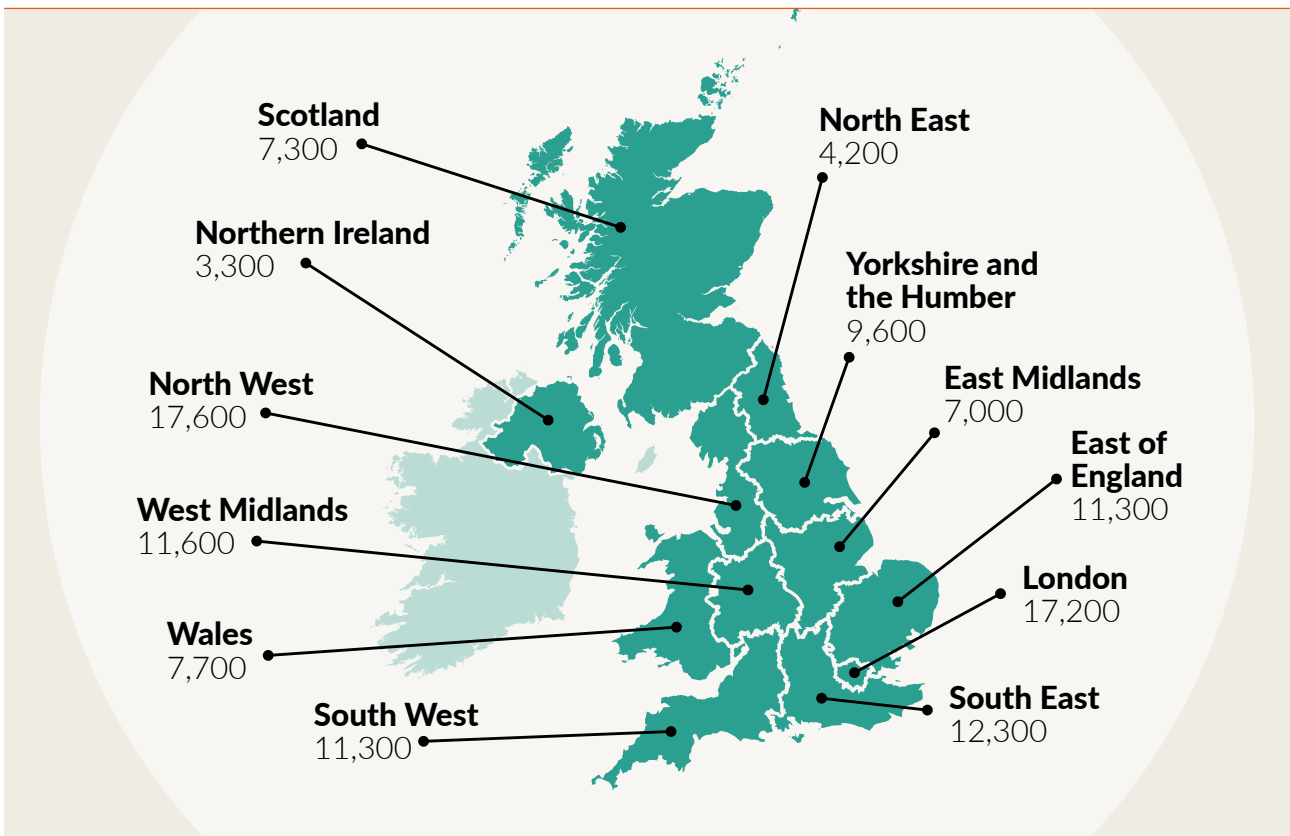 Scotland
7,300
North East
4,200
Northern Ireland
3,300
Yorkshire and
the Humber
9,600
North West
17,600
East Midlands
7,000
East of
England
11,300
West Midlands
11,600
London
17,200
Wales
7,700
South East
12,300
South West
11,300